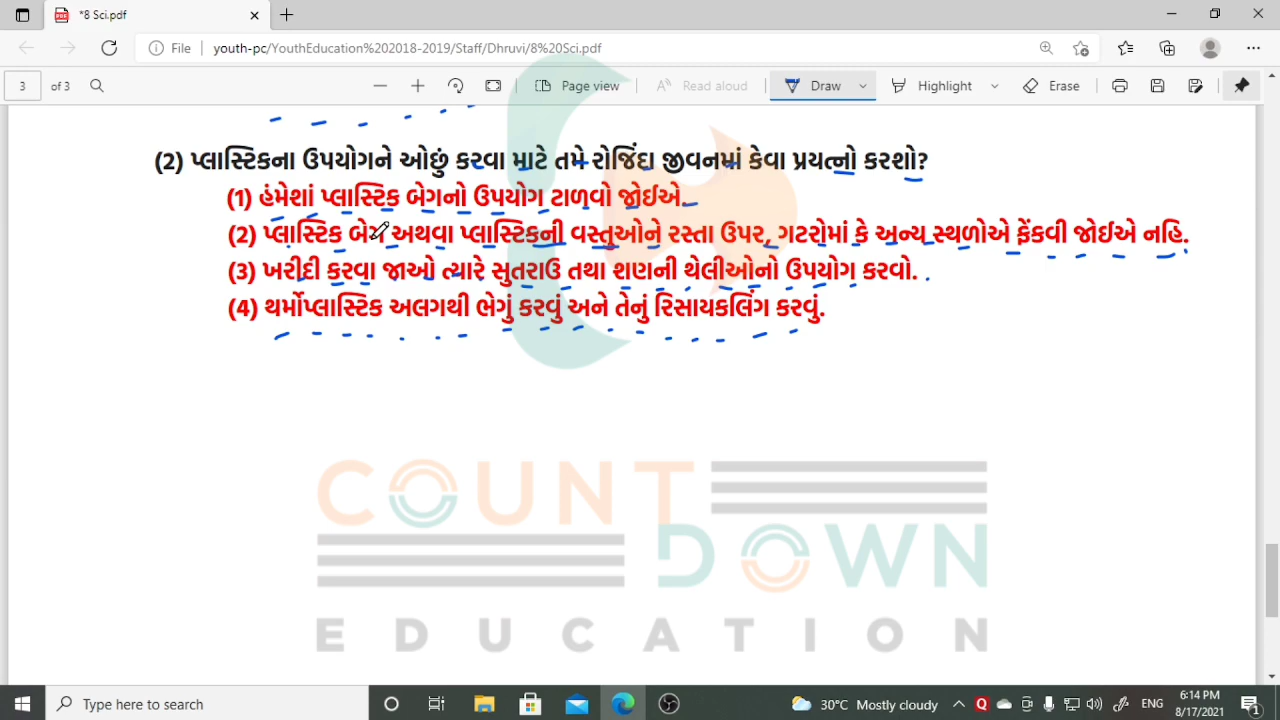 *8 Sci.pdf
File youth-pc/YouthEducation%202018-2019/Staff/Dhruvi/8%20Sci.pdf
3 of 3 Page view Read aloud Draw Highlight Erase
(2) પ્લાસ્ટિકના ઉપયોગને ઓછું કરવા માટે તમે રોજિંદા જીવનમાં કેવા પ્રયત્નો કરશો?
(1) હંમેશાં પ્લાસ્ટિક બેગનો ઉપયોગ ટાળવો જોઈએ.
(2) પ્લાસ્ટિક બેગ અથવા પ્લાસ્ટિકની વસ્તુઓને રસ્તા ઉપર, ગટરોમાં કે અન્ય સ્થળોએ ફેંકવી જોઈએ નહિ.
(3) ખરીદી કરવા જાઓ ત્યારે સુતરાઉ તથા શણની થેલીઓનો ઉપયોગ કરવો.
(4) થર્મોપ્લાસ્ટિક અલગથી ભેગું કરવું અને તેનું રિસાયકલિંગ કરવું.
COUNT
DOWN
EDUCATION
Type here to search 30°C Mostly cloudy ENG 6:14 PM
8/17/2021